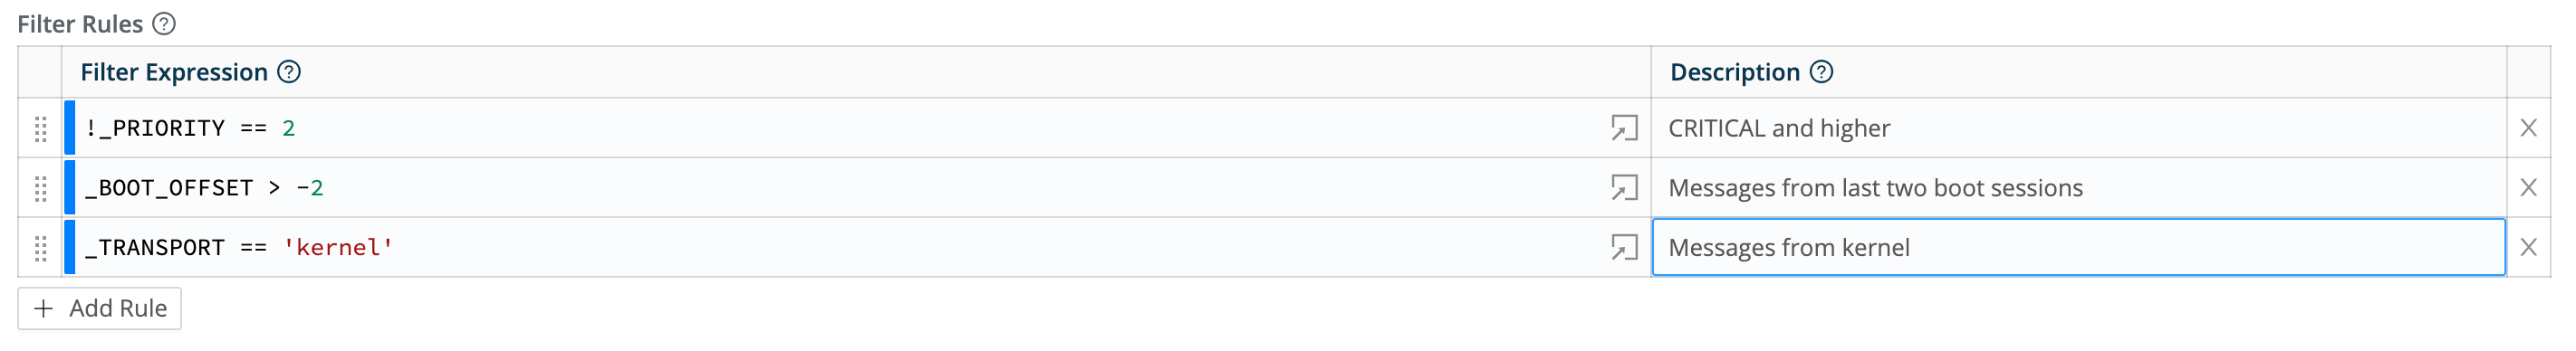 Filter Rules ?
Filter Expression ? Description ?
!_PRIORITY == 2 CRITICAL and higher
_BOOT_OFFSET > -2 Messages from last two boot sessions
_TRANSPORT == 'kernel' Messages from kernel
+ Add Rule